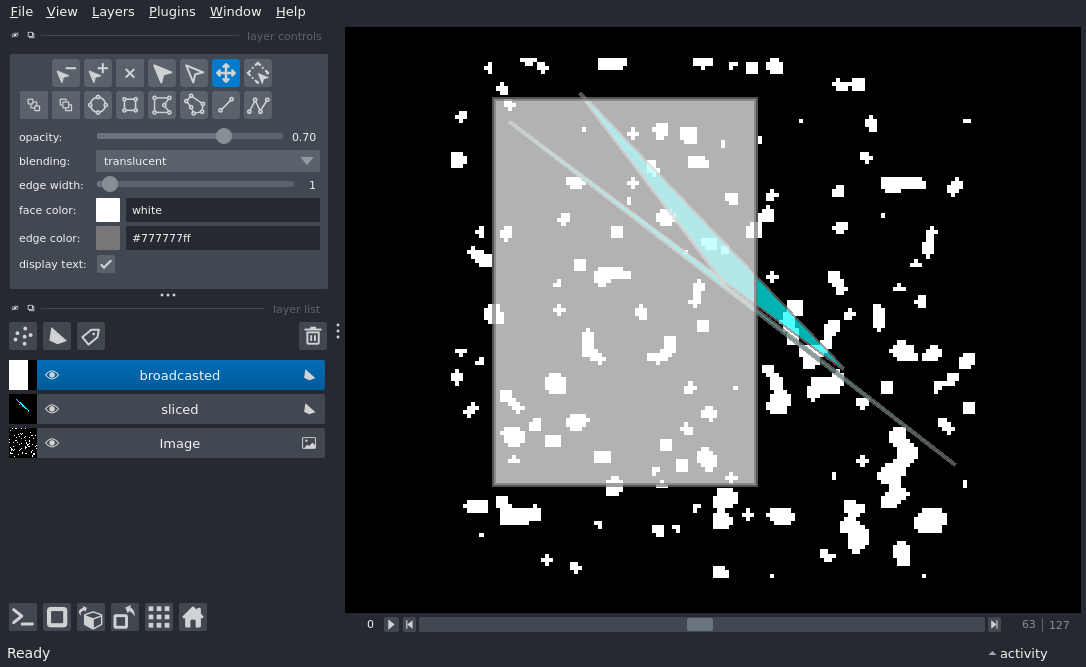 File View Layers Plugins Window Help
layer controls
opacity: 0.70
blending: translucent
edge width: 1
face color: white
edge color: #777777ff
display text:
layer list
broadcasted
sliced
Image
0 63 127
Ready activity